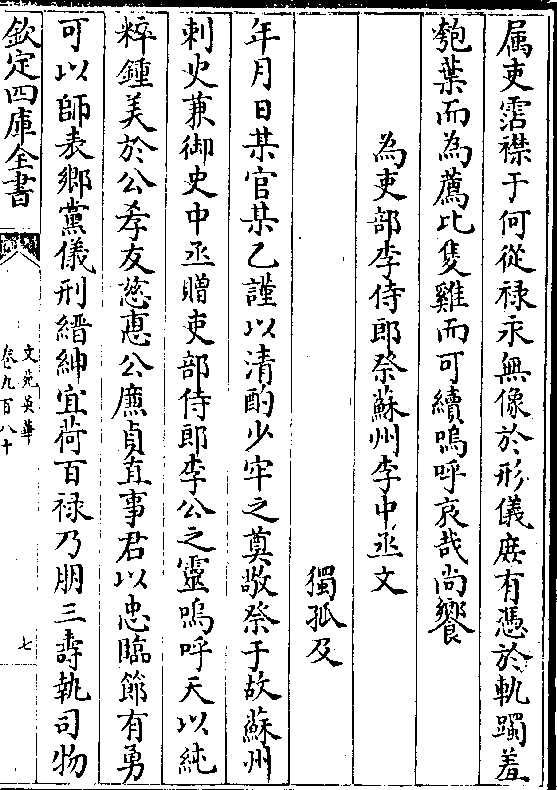 属吏霑襟于何從禄永無像於形儀庻有憑於軌躅羞
匏葉而為薦比隻雞而可續嗚呼哀哉尚饗
為吏部李侍郎祭蘇州李中丞文
獨孤及
年月日某官某乙謹以清酌少牢之奠敬祭于故蘇州
刺史兼御史中丞贈吏部侍郎李公之靈嗚呼天以純
粹鍾美於公孝友慈惠公廉貞直事君以忠臨節有勇
可以師表鄉黨儀刑縉紳宜荷百禄乃朋三壽執司物
欽定四庫全書
文苑英華
卷九百八十
七